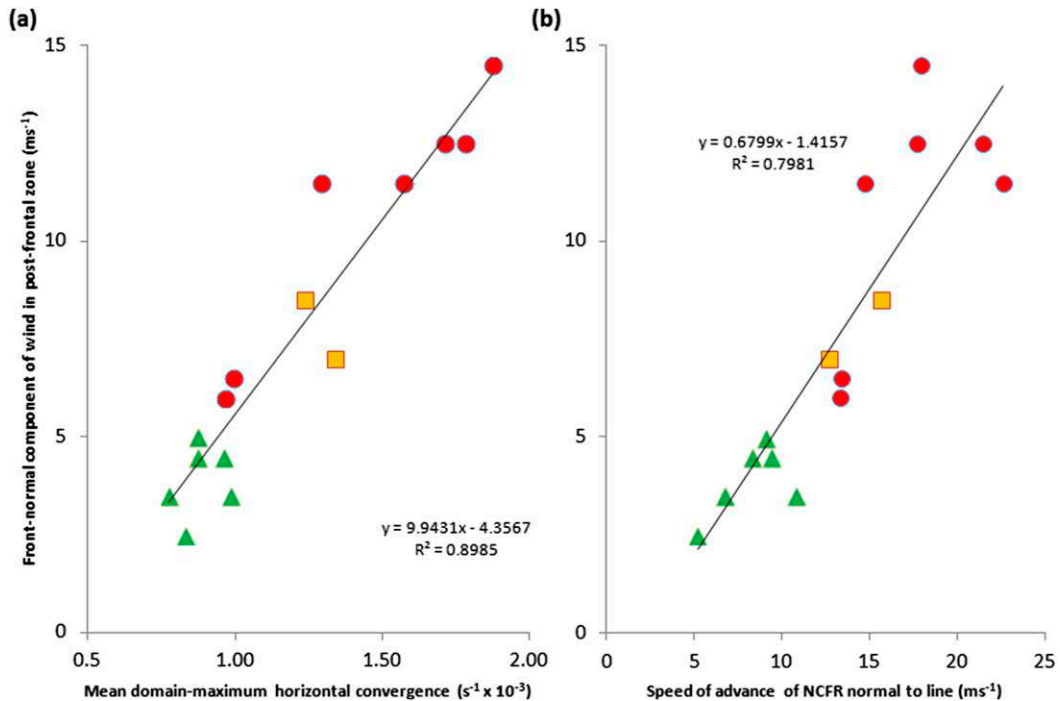 (a)
(b)
Front-normal component of wind in post-frontal zone (ms⁻¹)
15
10
5
0
y = 9.9431x - 4.3567
R² = 0.8985
0.5
1.00
1.50
2.00
Mean domain-maximum horizontal convergence (s⁻¹ x 10⁻³)
15
10
5
0
y = 0.6799x - 1.4157
R² = 0.7981
0
5
10
15
20
25
Speed of advance of NCFR normal to line (ms⁻¹)